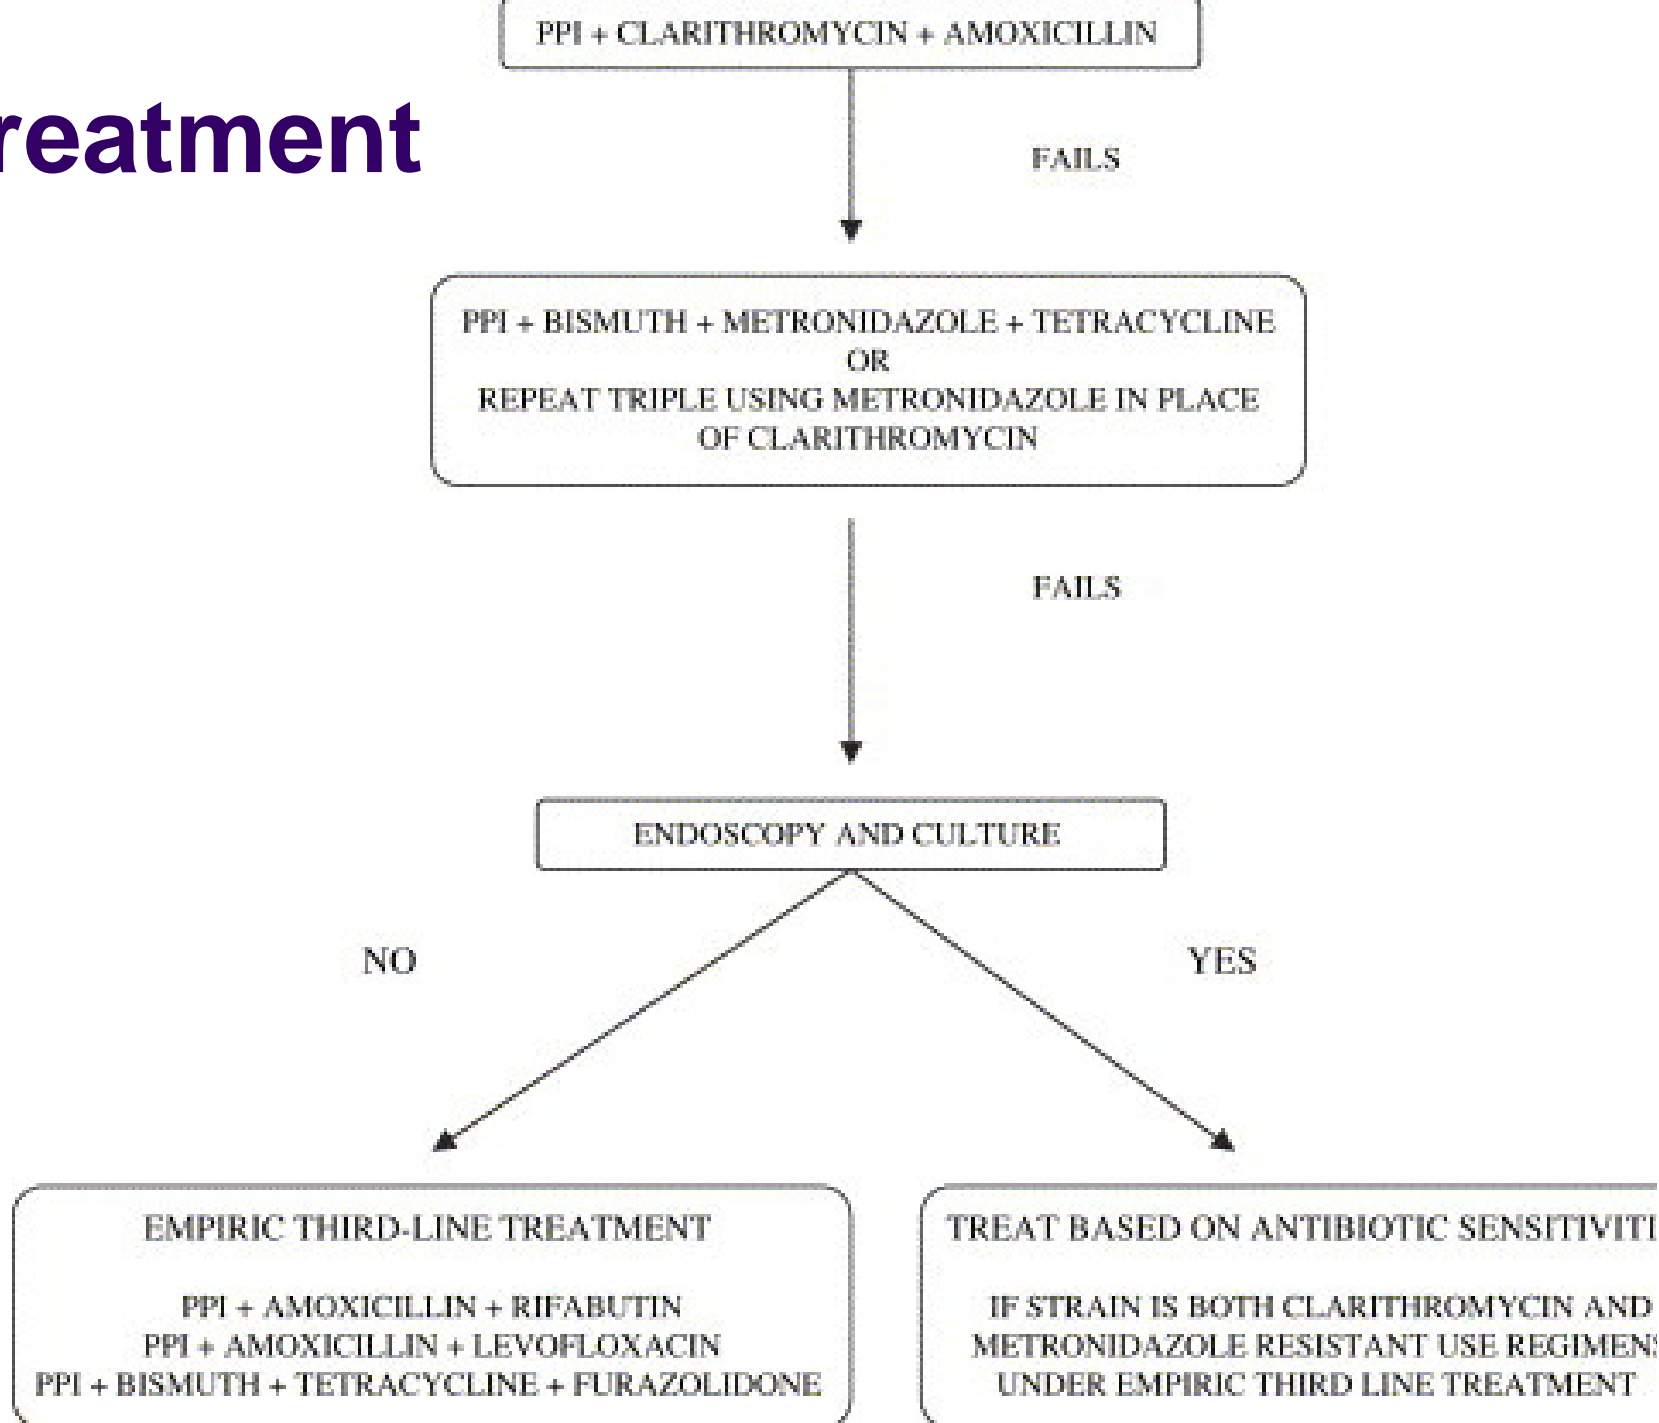 PPI + CLARITHROMYCIN + AMOXICILLIN
reatment
FAILS
PPI + BISMUTH + METRONIDAZOLE + TETRACYCLINE
OR
REPEAT TRIPLE USING METRONIDAZOLE IN PLACE
OF CLARITHROMYCIN
FAILS
ENDOSCOPY AND CULTURE
NO
YES
EMPIRIC THIRD-LINE TREATMENT
PPI + AMOXICILLIN + RIFABUTIN
PPI + AMOXICILLIN + LEVOFLOXACIN
PPI + BISMUTH + TETRACYCLINE + FURAZOLIDONE
TREAT BASED ON ANTIBIOTIC SENSITIVITI
IF STRAIN IS BOTH CLARITHROMYCIN AND
METRONIDAZOLE RESISTANT USE REGIMENS
UNDER EMPIRIC THIRD LINE TREATMENT